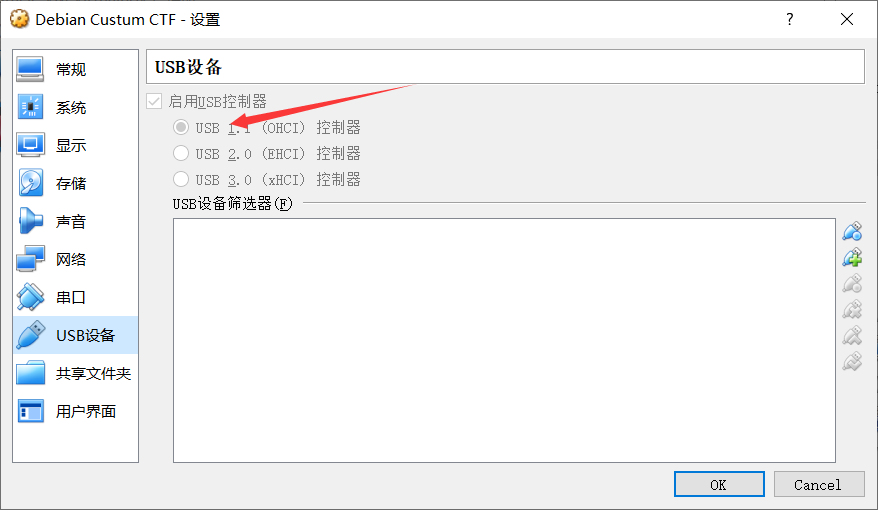 Debian Custum CTF - 设置
?
常规
系统
显示
存储
声音
网络
串口
USB设备
共享文件夹
用户界面
USB设备
启用USB控制器
USB 1.1 (OHCI) 控制器
USB 2.0 (EHCI) 控制器
USB 3.0 (xHCI) 控制器
USB设备筛选器(F)
OK
Cancel